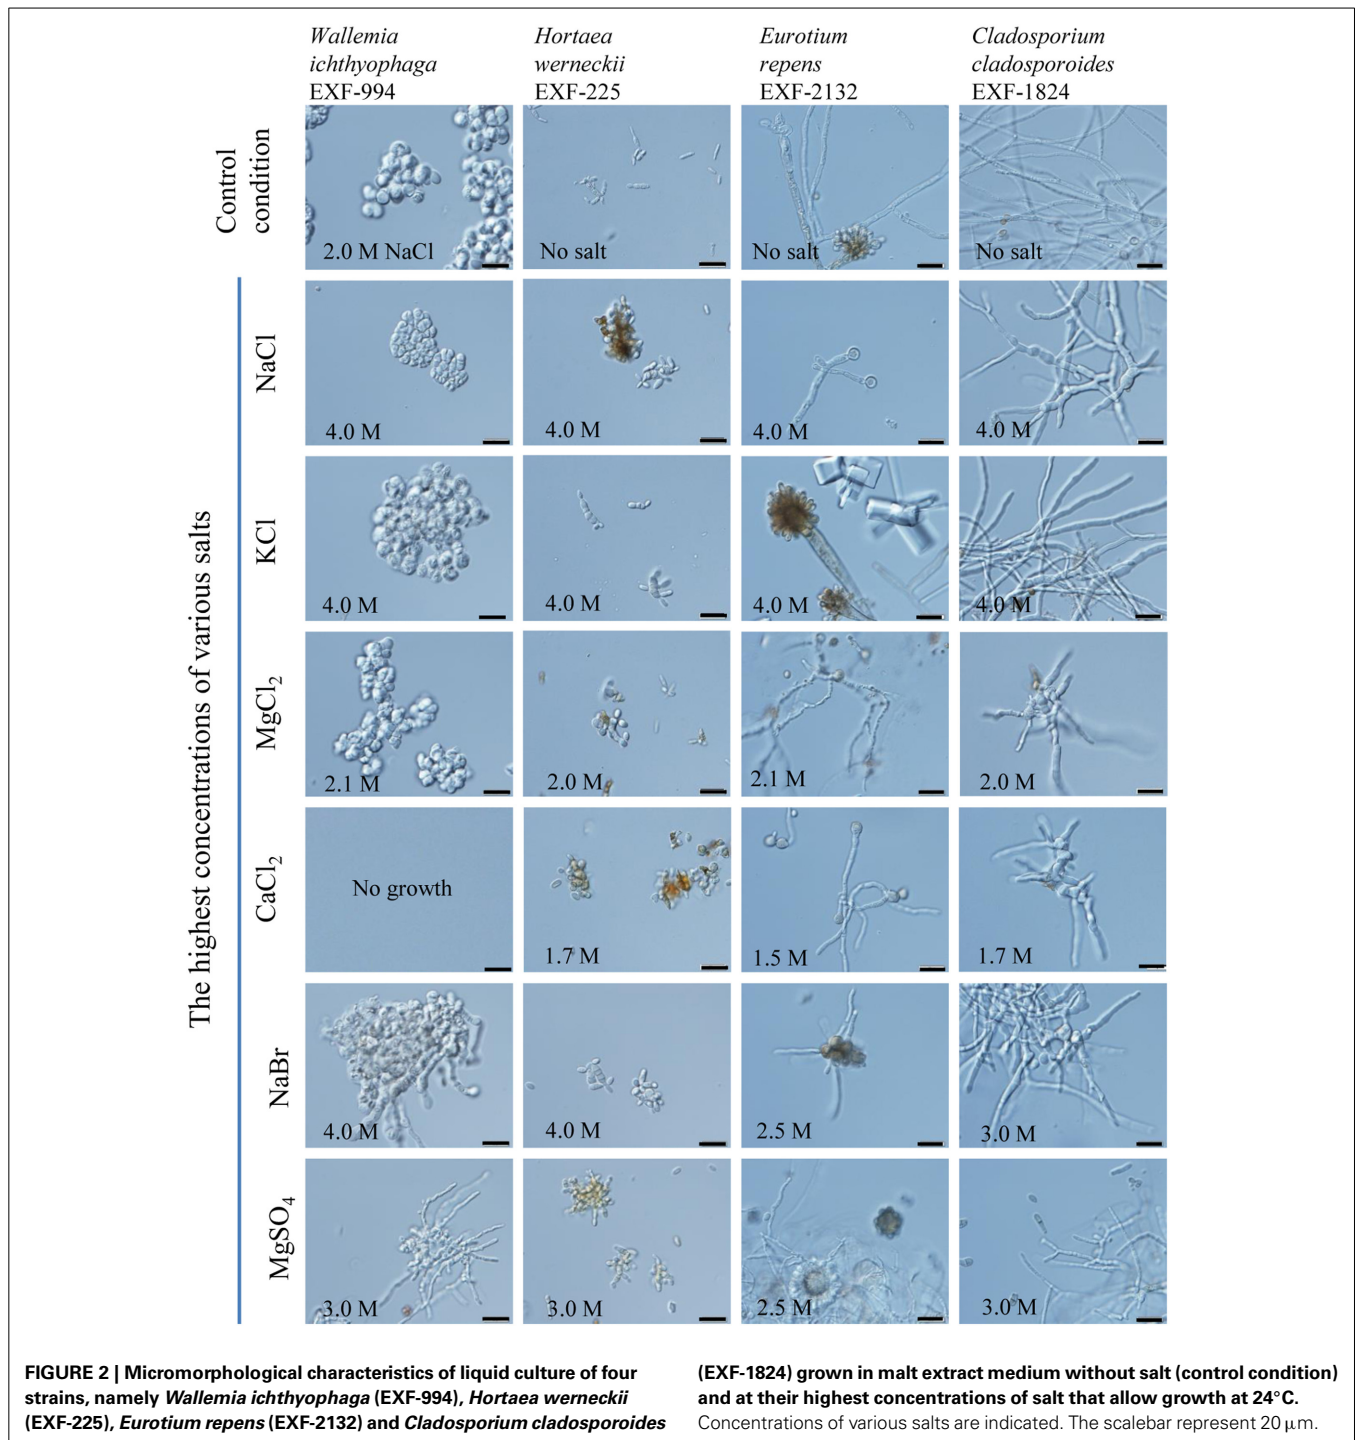 Wallemia
ichthyophaga
EXF-994
Hortaea
werneckii
EXF-225
Eurotium
repens
EXF-2132
Cladosporium
cladosporoides
EXF-1824
Control
condition
2.0 M NaCl
No salt
No salt
No salt
The highest concentrations of various salts
NaCl
4.0 M
4.0 M
4.0 M
4.0 M
KCl
4.0 M
4.0 M
4.0 M
4.0 M
MgCl₂
2.1 M
2.0 M
2.1 M
2.0 M
CaCl₂
No growth
1.7 M
1.5 M
1.7 M
NaBr
4.0 M
4.0 M
2.5 M
3.0 M
MgSO₄
3.0 M
3.0 M
2.5 M
3.0 M
FIGURE 2 | Micromorphological characteristics of liquid culture of four
strains, namely Wallemia ichthyophaga (EXF-994), Hortaea werneckii
(EXF-225), Eurotium repens (EXF-2132) and Cladosporium cladosporoides
(EXF-1824) grown in malt extract medium without salt (control condition)
and at their highest concentrations of salt that allow growth at 24°C.
Concentrations of various salts are indicated. The scalebar represent 20 μm.